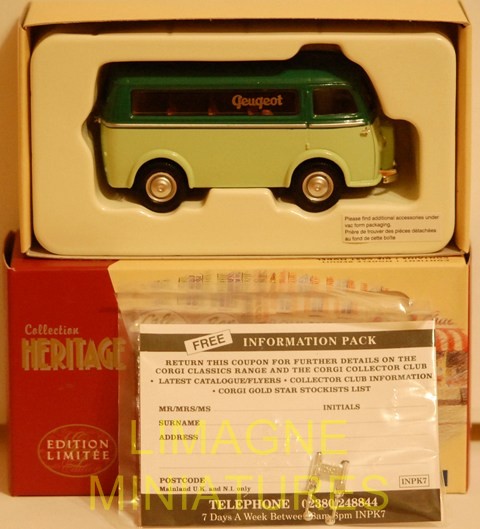 Peugeot
Please find additional accessories under
vac form packaging.
Prière de trouver des pièces détachées
au fond de cette boîte
Collection
HERITAGE
EDITION
LIMITÉE
FREE
INFORMATION PACK
RETURN THIS COUPON FOR FURTHER DETAILS ON THE
CORGI CLASSICS RANGE AND THE CORGI COLLECTOR CLUB
• LATEST CATALOGUE/FLYERS • COLLECTOR CLUB INFORMATION
• CORGI GOLD STAR STOCKISTS LIST
MR/MRS/MS INITIALS
SURNAME
ADDRESS
POSTCODE
Mainland U.K. and N.I. only
INPK7
TELEPHONE 02380248844
7 Days A Week Between 8am-8pm INPK7
LIMAGNE
MINIATURES